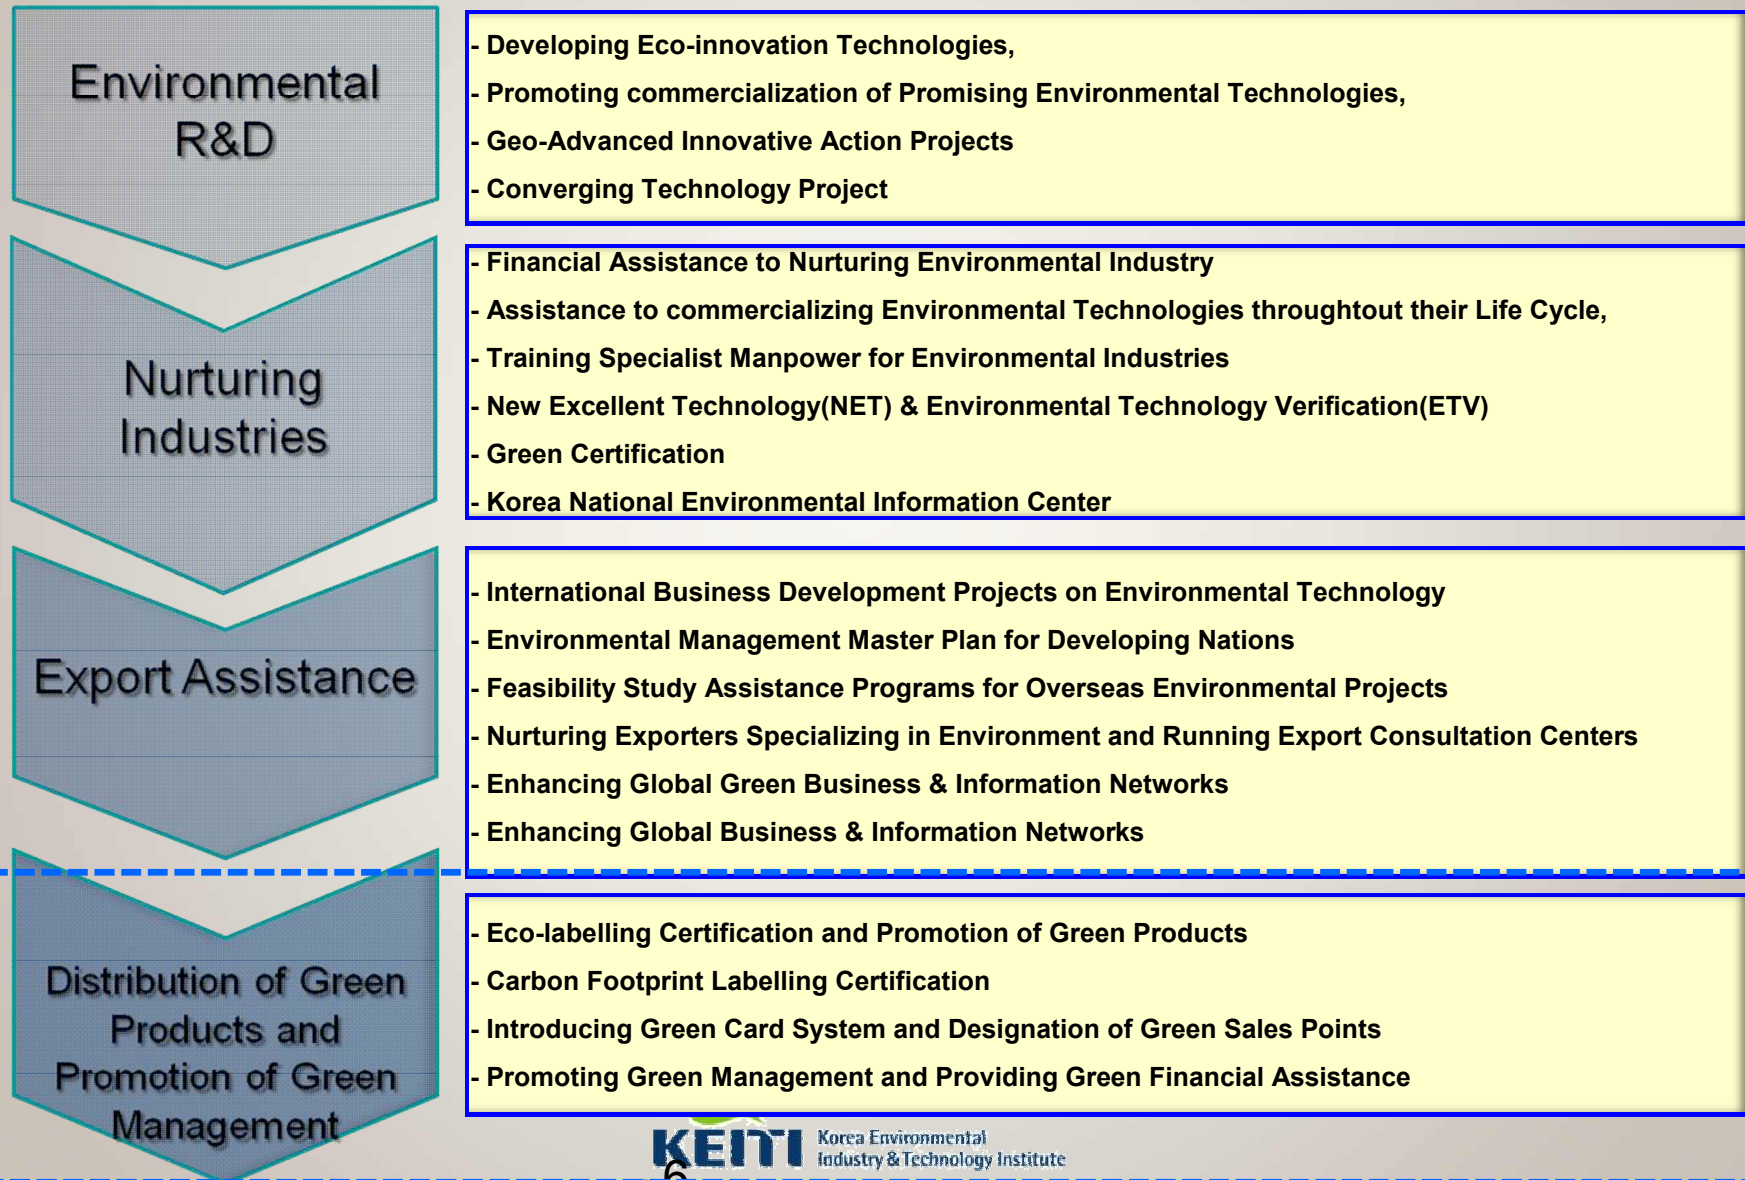 Environmental
R&D
- Developing Eco-innovation Technologies,
- Promoting commercialization of Promising Environmental Technologies,
- Geo-Advanced Innovative Action Projects
- Converging Technology Project
Nurturing
Industries
- Financial Assistance to Nurturing Environmental Industry
- Assistance to commercializing Environmental Technologies throughtout their Life Cycle,
- Training Specialist Manpower for Environmental Industries
- New Excellent Technology(NET) & Environmental Technology Verification(ETV)
- Green Certification
- Korea National Environmental Information Center
Export Assistance
- International Business Development Projects on Environmental Technology
- Environmental Management Master Plan for Developing Nations
- Feasibility Study Assistance Programs for Overseas Environmental Projects
- Nurturing Exporters Specializing in Environment and Running Export Consultation Centers
- Enhancing Global Green Business & Information Networks
- Enhancing Global Business & Information Networks
Distribution of Green
Products and
Promotion of Green
Management
- Eco-labelling Certification and Promotion of Green Products
- Carbon Footprint Labelling Certification
- Introducing Green Card System and Designation of Green Sales Points
- Promoting Green Management and Providing Green Financial Assistance
KEITI
Korea Environmental
Industry & Technology Institute
6